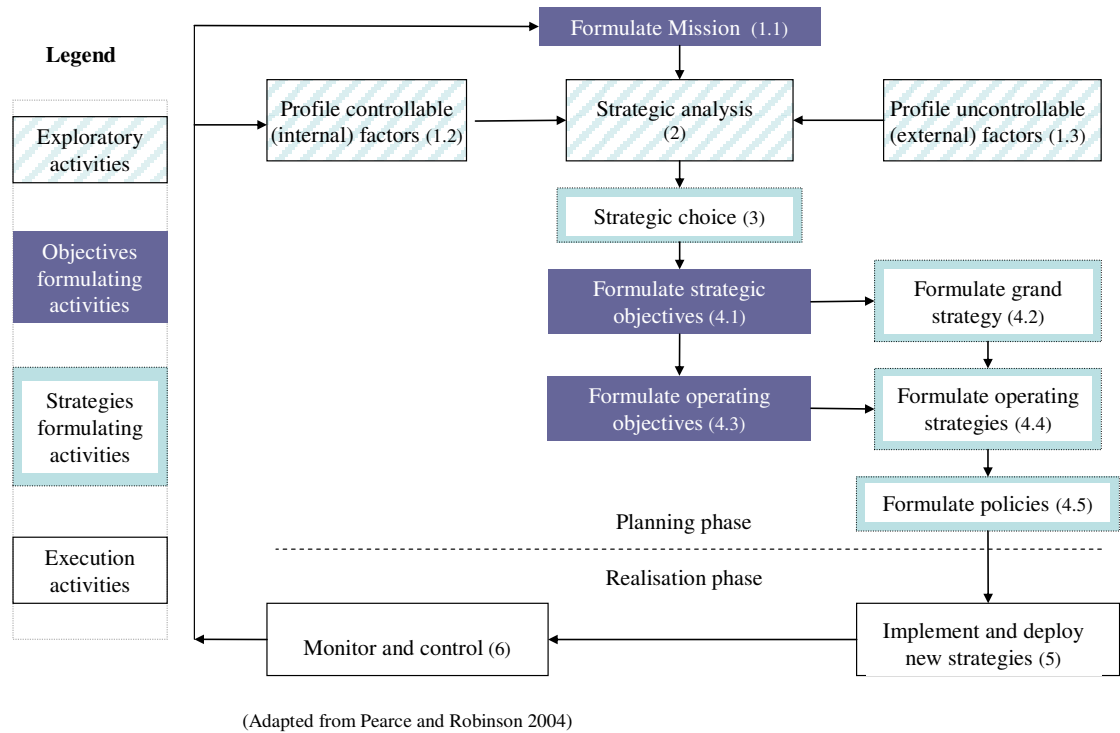 Legend
Exploratory
activities
Objectives
formulating
activities
Strategies
formulating
activities
Execution
activities
Formulate Mission (1.1)
Profile controllable
(internal) factors (1.2)
Strategic analysis
(2)
Profile uncontrollable
(external) factors (1.3)
Strategic choice (3)
Formulate strategic
objectives (4.1)
Formulate grand
strategy (4.2)
Formulate operating
objectives (4.3)
Formulate operating
strategies (4.4)
Formulate policies (4.5)
Planning phase
Realisation phase
Implement and deploy
new strategies (5)
Monitor and control (6)
(Adapted from Pearce and Robinson 2004)